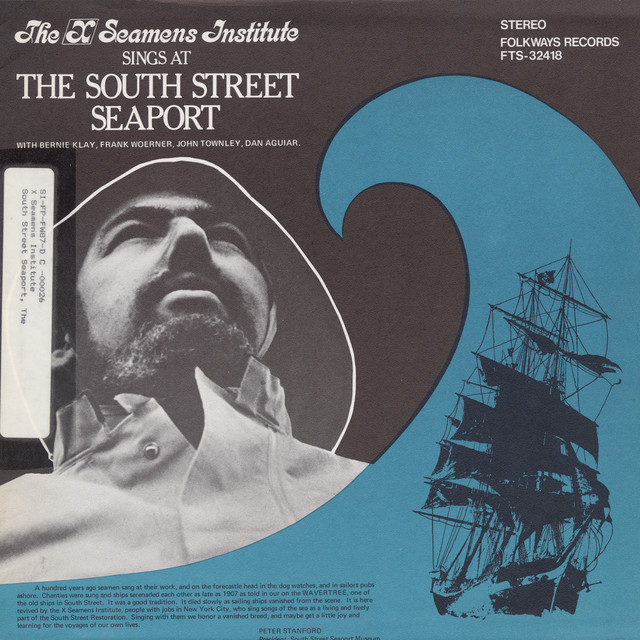 The X Seamens Institute
SINGS AT
THE SOUTH STREET
SEAPORT
WITH BERNIE KLAY, FRANK WOERNER, JOHN TOWNLEY, DAN AGUIAR.
STEREO
FOLKWAYS RECORDS
FTS-32418
SI-FP-FW87-D C -00026
X Seamens Institute
South Street Seaport, The
A hundred years ago seamen sang at their work, and on the forecastle head in the dog watches, and in sailors pubs
ashore. Chanties were sung and ships serenaded each other as late as 1907 as told in our on the WAVERTREE, one of
the old ships in South Street. It was a good tradition. It died slowly as sailing ships vanished from the scene. It is here
revived by the X Seamens Institute, people with jobs in New York City, who sing songs of the sea as a living and lively
part of the South Street Restoration. Singing with them we honor a vanished breed, and maybe get a little joy and
learning for the voyages of our own lives.
PETER STANFORD
President, South Street Seaport Museum